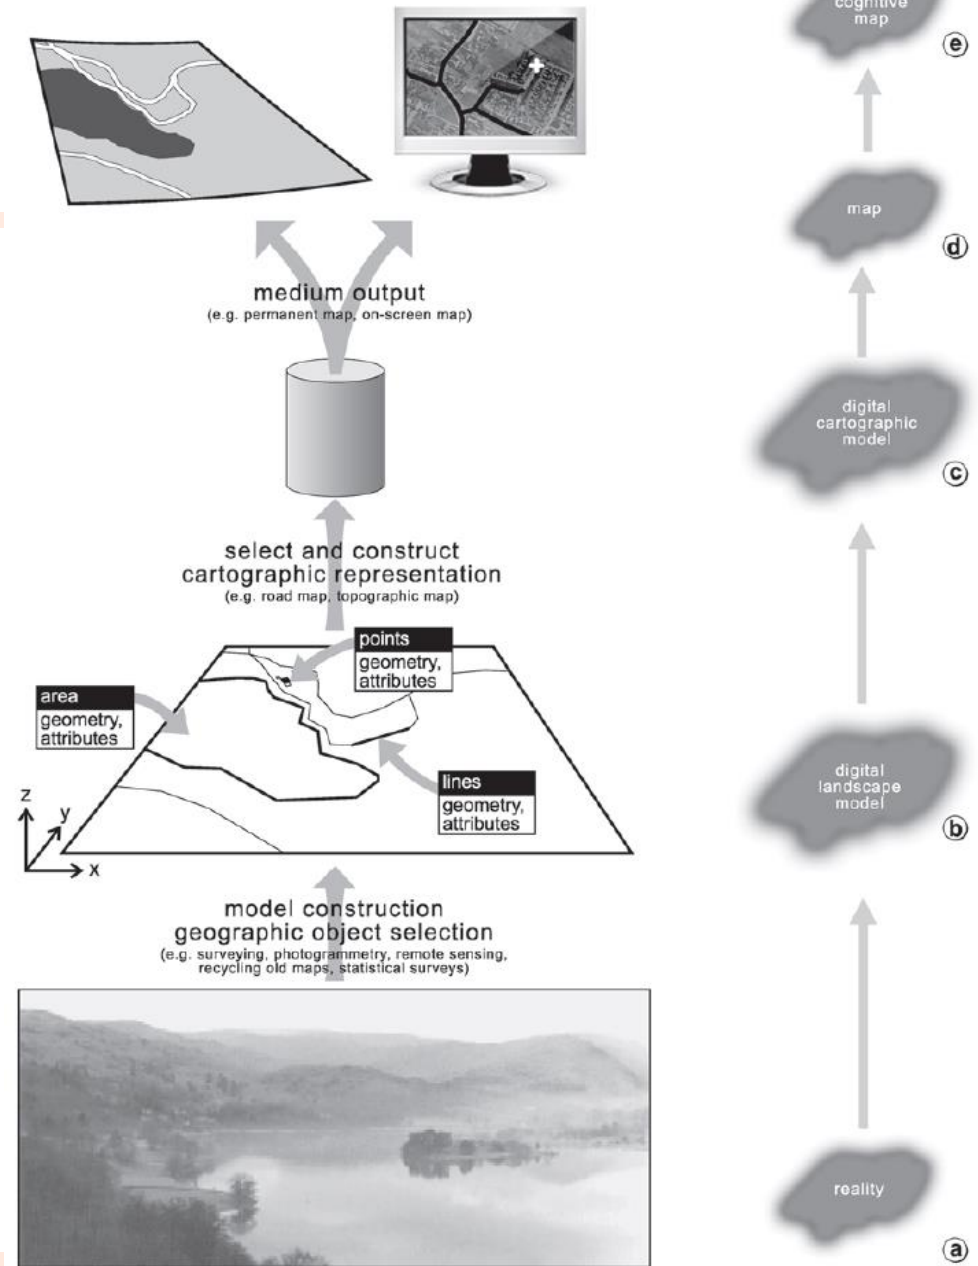 cognitive
map
e
map
d
medium output
(e.g. permanent map, on-screen map)
digital
cartographic
model
c
select and construct
cartographic representation
(e.g. road map, topographic map)
points
geometry,
attributes
area
geometry,
attributes
lines
geometry,
attributes
z
y
x
digital
landscape
model
b
model construction
geographic object selection
(e.g. surveying, photogrammetry, remote sensing,
recycling old maps, statistical surveys)
reality
a